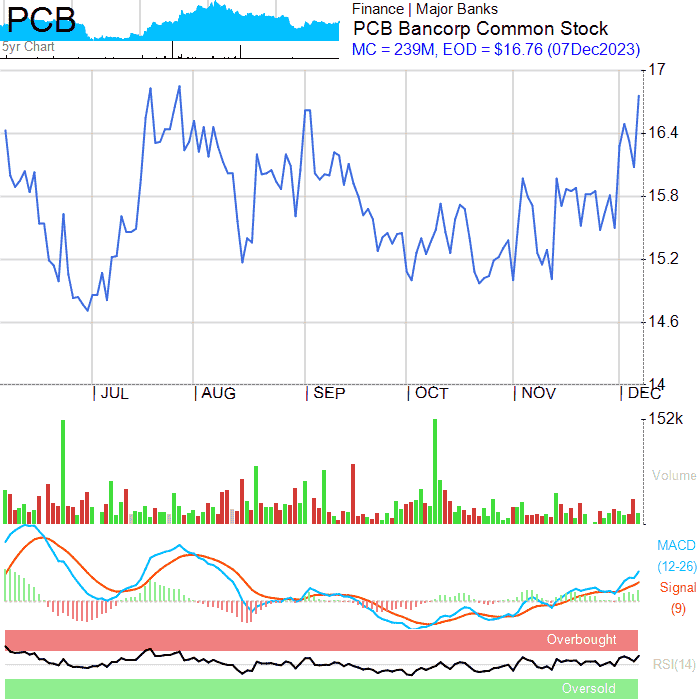 PCB
5yr Chart
Finance | Major Banks
PCB Bancorp Common Stock
MC = 239M, EOD = $16.76 (07Dec2023)
17
16.4
15.8
15.2
14.6
14
JUL AUG SEP OCT NOV DEC
152k
Volume
MACD
(12-26)
Signal
(9)
Overbought
RSI(14)
Oversold